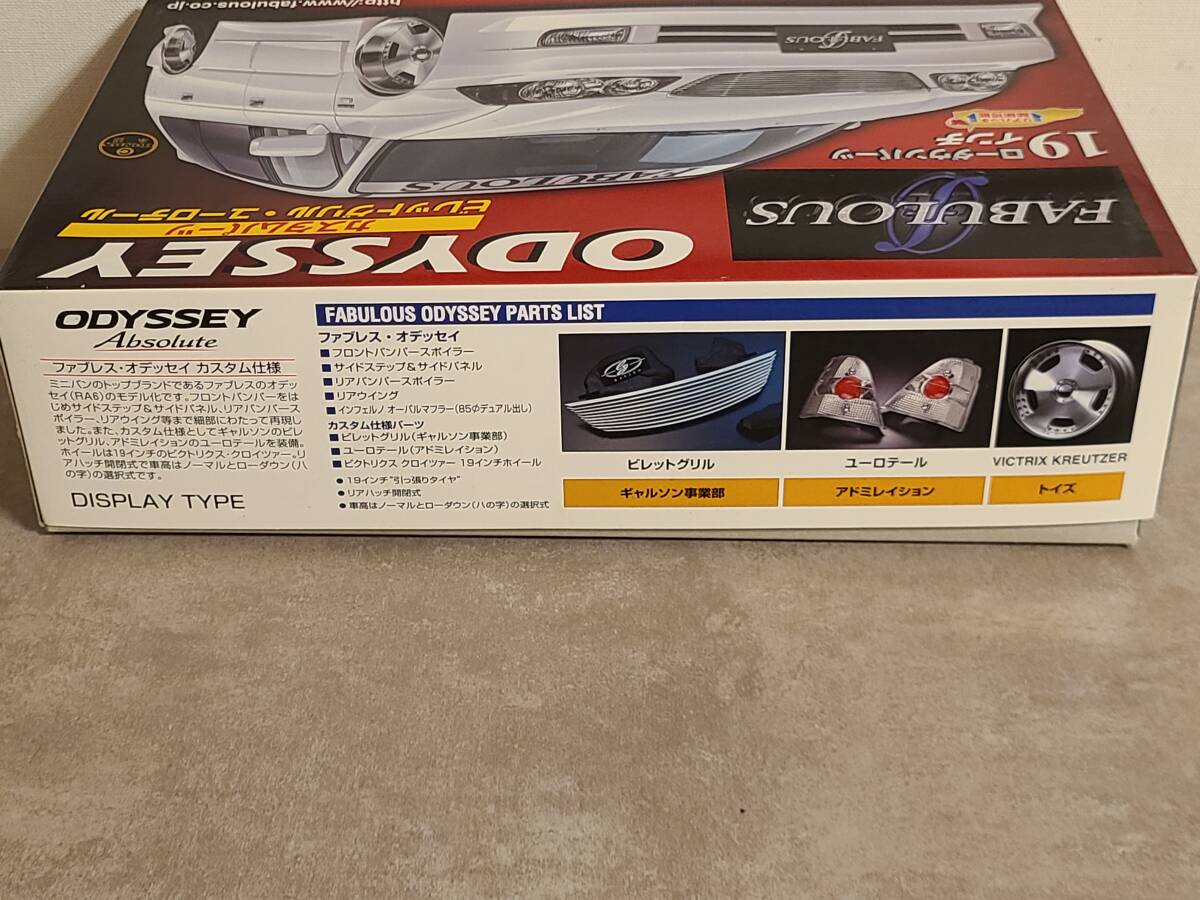 http://www.fabulous.co.jp
FABULOUS
FABULOUS
19インチ
ローダウンパーツ
FABULOUS
カスタムパーツ
ビレットグリル・ユーロテール
ODYSSEY
ODYSSEY
Absolute
ファブレス・オデッセイ カスタム仕様
ミニバンのトップブランドであるファブレスのオデッ
セイ(RA6)のモデル化です。フロントバンパーをは
じめサイドステップ&サイドパネル、リアバンパース
ポイラー、リアウイング等まで細部にわたって再現し
ました。また、カスタム仕様としてギャルソンのビレ
ットグリル、アドミレイションのユーロテールを装備。
ホイールは19インチのビクトリクス・クロイツァー。リ
アハッチ開閉式で車高はノーマルとローダウン(ハ
の字)の選択式です。
DISPLAY TYPE
FABULOUS ODYSSEY PARTS LIST
ファブレス・オデッセイ
■フロントバンパースポイラー
■サイドステップ&サイドパネル
■リアバンパースポイラー
■リアウイング
■インフェルノ オーバルマフラー(85φデュアル出し)
カスタム仕様パーツ
■ビレットグリル(ギャルソン事業部)
■ユーロテール(アドミレイション)
■ビクトリクス クロイツァー 19インチホイール
●19インチ"引っ張りタイヤ"
●リアハッチ開閉式
●車高はノーマルとローダウン(ハの字)の選択式
ビレットグリル
ギャルソン事業部
ユーロテール
アドミレイション
VICTRIX KREUTZER
トイズ